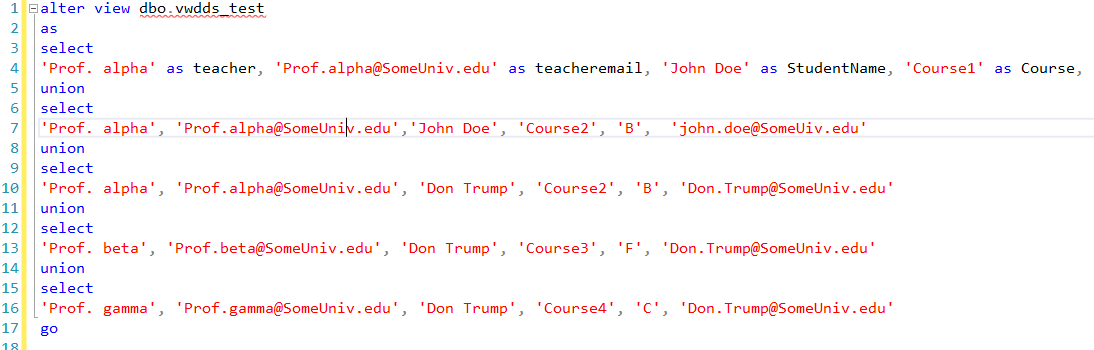 1 alter view dbo.vwdds_test
2 as
3 select
4 'Prof. alpha' as teacher, 'Prof.alpha@SomeUniv.edu' as teacheremail, 'John Doe' as StudentName, 'Course1' as Course,
5 union
6 select
7 'Prof. alpha', 'Prof.alpha@SomeUniv.edu','John Doe', 'Course2', 'B',  'john.doe@SomeUiv.edu'
8 union
9 select
10 'Prof. alpha', 'Prof.alpha@SomeUniv.edu', 'Don Trump', 'Course2', 'B', 'Don.Trump@SomeUniv.edu'
11 union
12 select
13 'Prof. beta', 'Prof.beta@SomeUniv.edu', 'Don Trump', 'Course3', 'F', 'Don.Trump@SomeUniv.edu'
14 union
15 select
16 'Prof. gamma', 'Prof.gamma@SomeUniv.edu', 'Don Trump', 'Course4', 'C', 'Don.Trump@SomeUniv.edu'
17 go
18